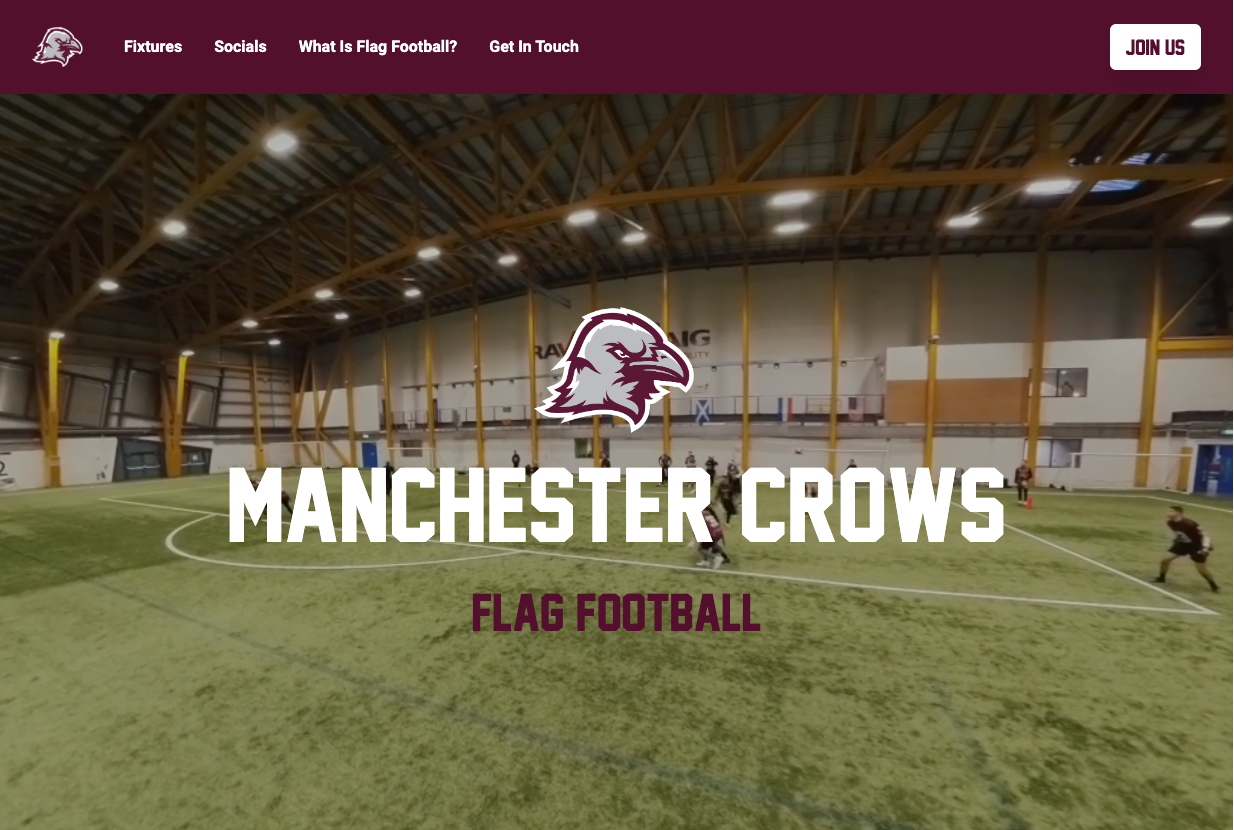 Fixtures Socials What Is Flag Football? Get In Touch JOIN US
MANCHESTER CROWS
FLAG FOOTBALL